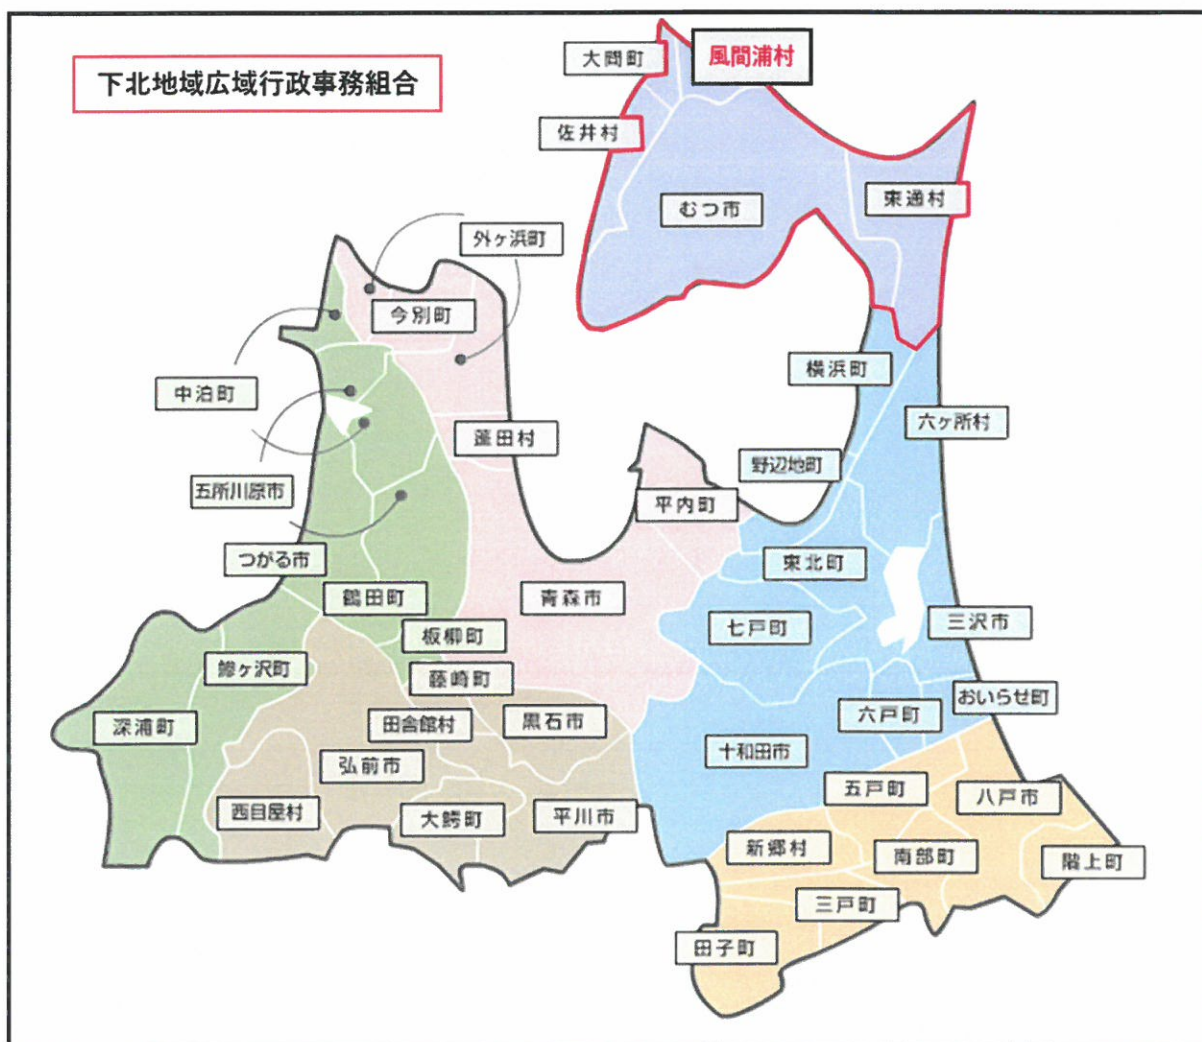 下北地域広域行政事務組合
大間町
風間浦村
佐井村
むつ市
東通村
外ヶ浜町
今別町
中泊町
横浜町
六ヶ所村
蓬田村
野辺地町
五所川原市
平内町
つがる市
東北町
鶴田町
青森市
七戸町
三沢市
板柳町
鰺ヶ沢町
藤崎町
おいらせ町
深浦町
田舎館村
黒石市
六戸町
弘前市
十和田市
五戸町
八戸市
西目屋村
大鰐町
平川市
新郷村
南部町
階上町
三戸町
田子町